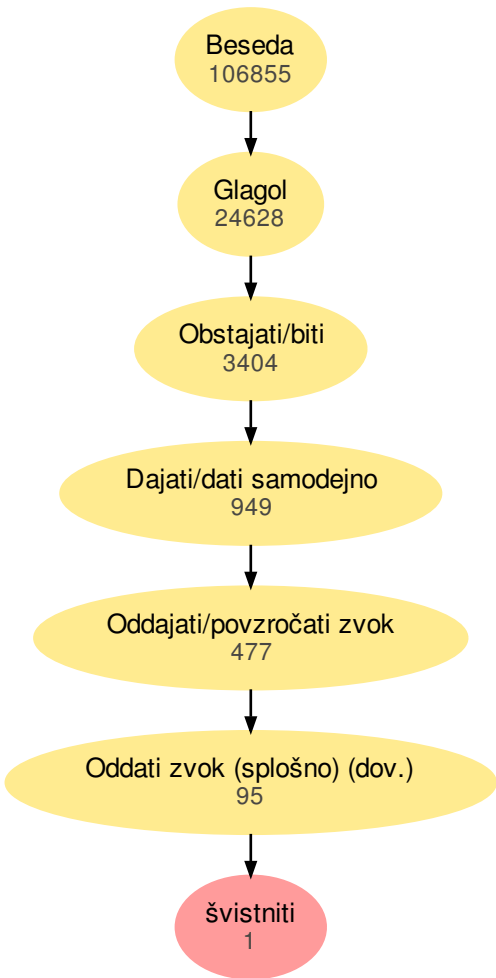 Beseda
106855
Glagol
24628
Obstajati/biti
3404
Dajati/dati samodejno
949
Oddajati/povzročati zvok
477
Oddati zvok (splošno) (dov.)
95
švistniti
1